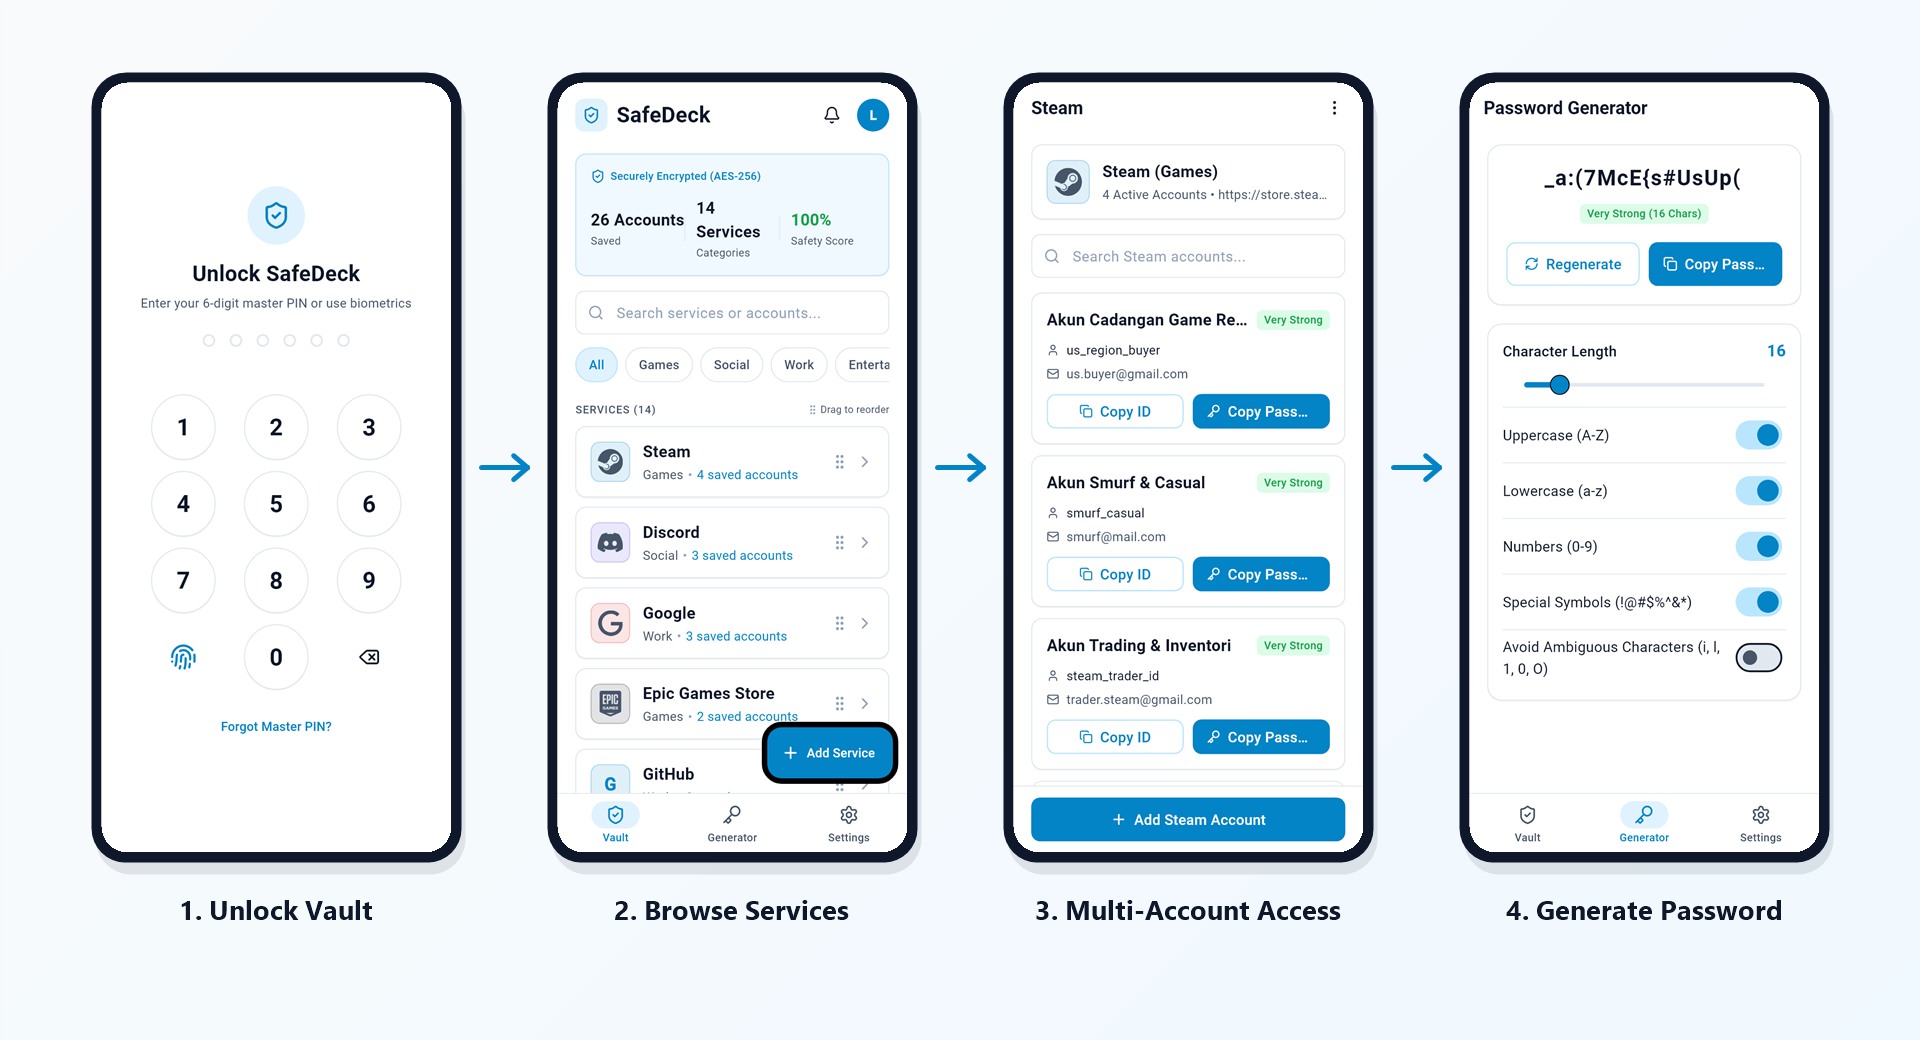 Unlock SafeDeck
Enter your 6-digit master PIN or use biometrics
1 2 3
4 5 6
7 8 9
0
Forgot Master PIN?
1. Unlock Vault
SafeDeck
L
Securely Encrypted (AES-256)
26 Accounts
Saved
14
Services
Categories
100%
Safety Score
Search services or accounts...
All Games Social Work Enterta
SERVICES (14) Drag to reorder
Steam
Games • 4 saved accounts
Discord
Social • 3 saved accounts
G
Google
Work • 3 saved accounts
EPIC
GAMES
Epic Games Store
Games • 2 saved accounts
G
GitHub
+ Add Service
Vault Generator Settings
2. Browse Services
Steam
Steam (Games)
4 Active Accounts • https://store.stea...
Search Steam accounts...
Akun Cadangan Game Re... Very Strong
us_region_buyer
us.buyer@gmail.com
Copy ID Copy Pass...
Akun Smurf & Casual Very Strong
smurf_casual
smurf@mail.com
Copy ID Copy Pass...
Akun Trading & Inventori Very Strong
steam_trader_id
trader.steam@gmail.com
Copy ID Copy Pass...
+ Add Steam Account
3. Multi-Account Access
Password Generator
_a:(7McE{s#UsUp(
Very Strong (16 Chars)
Regenerate Copy Pass...
Character Length 16
Uppercase (A-Z)
Lowercase (a-z)
Numbers (0-9)
Special Symbols (!@#$%^&*)
Avoid Ambiguous Characters (i, l,
1, 0, O)
Vault Generator Settings
4. Generate Password